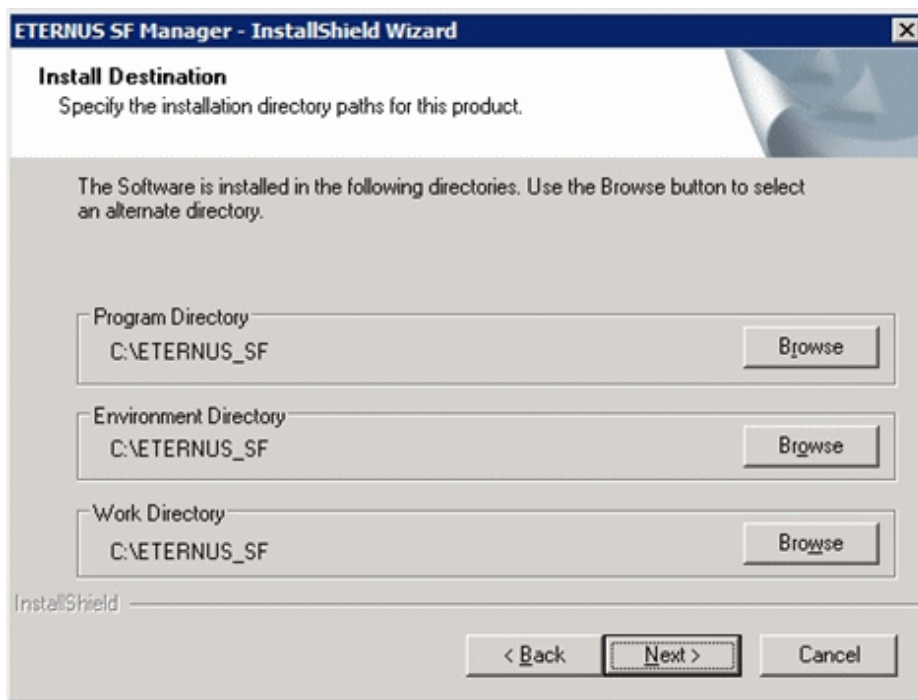 ETERNUS SF Manager - InstallShield Wizard
Install Destination
Specify the installation directory paths for this product.
The Software is installed in the following directories. Use the Browse button to select
an alternate directory.
Program Directory
C:\ETERNUS_SF
Browse
Environment Directory
C:\ETERNUS_SF
Browse
Work Directory
C:\ETERNUS_SF
Browse
InstallShield
< Back Next > Cancel